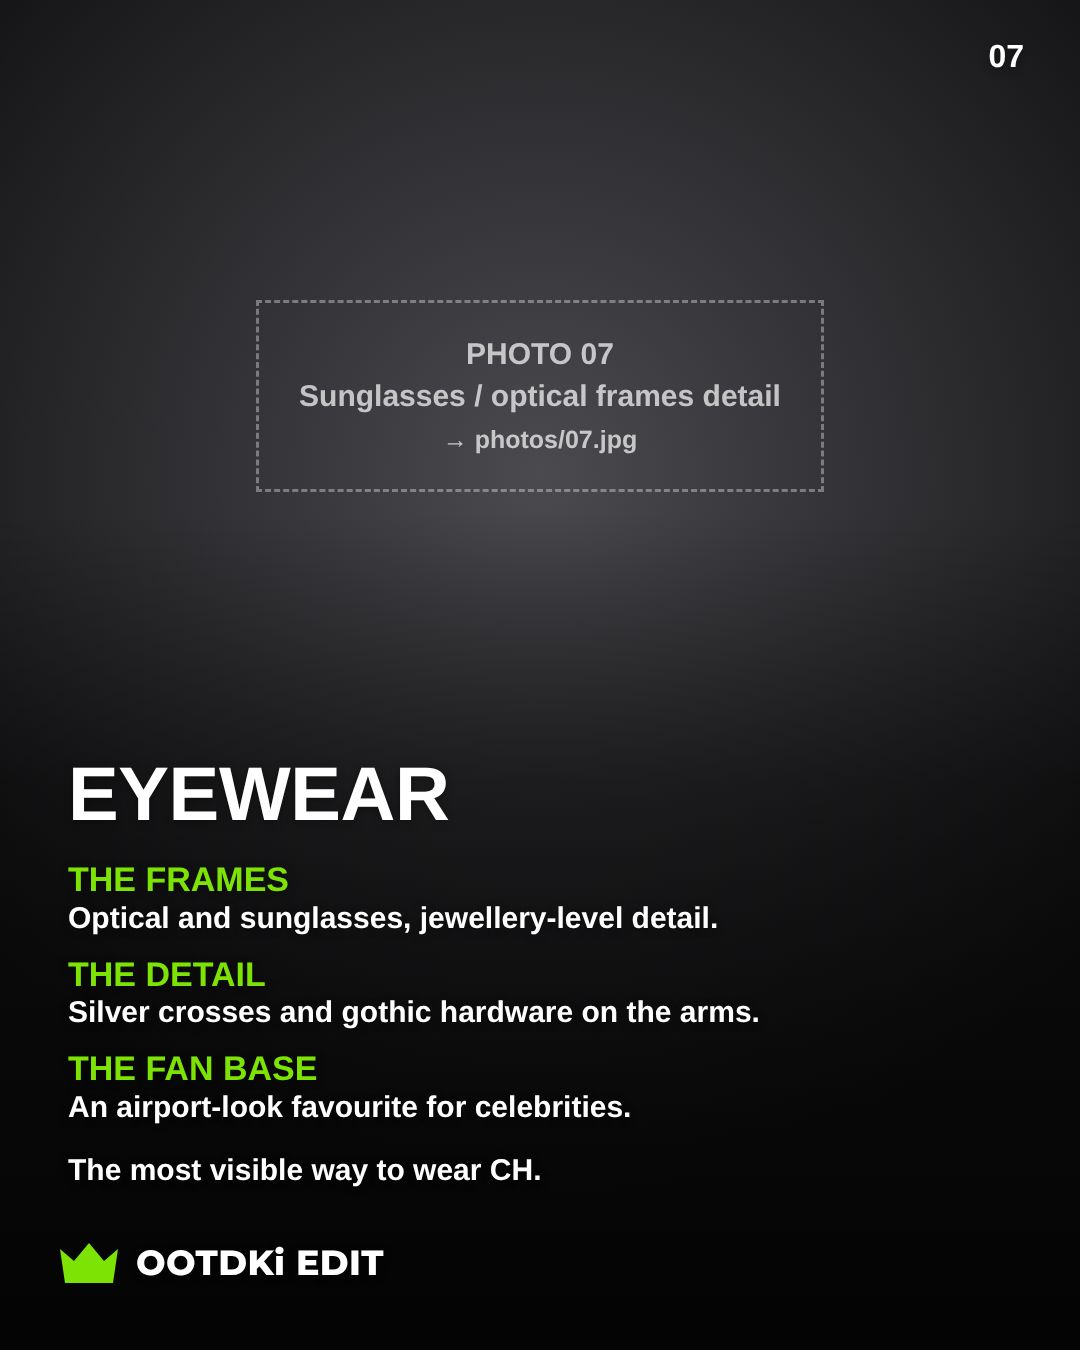 07
PHOTO 07
Sunglasses / optical frames detail
→ photos/07.jpg
EYEWEAR
THE FRAMES
Optical and sunglasses, jewellery-level detail.
THE DETAIL
Silver crosses and gothic hardware on the arms.
THE FAN BASE
An airport-look favourite for celebrities.
The most visible way to wear CH.
OOTDKi EDIT